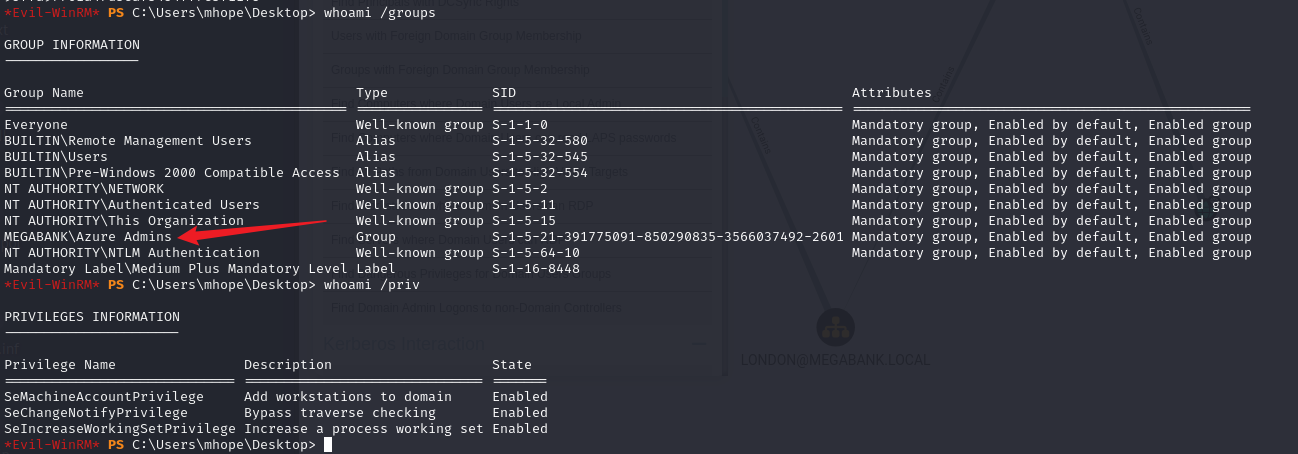 *Evil-WinRM* PS C:\Users\mhope\Desktop> whoami /groups
GROUP INFORMATION
Group Name Type SID Attributes
Everyone Well-known group S-1-1-0 Mandatory group, Enabled by default, Enabled group
BUILTIN\Remote Management Users Alias S-1-5-32-580 Mandatory group, Enabled by default, Enabled group
BUILTIN\Users Alias S-1-5-32-545 Mandatory group, Enabled by default, Enabled group
BUILTIN\Pre-Windows 2000 Compatible Access Alias S-1-5-32-554 Mandatory group, Enabled by default, Enabled group
NT AUTHORITY\NETWORK Well-known group S-1-5-2 Mandatory group, Enabled by default, Enabled group
NT AUTHORITY\Authenticated Users Well-known group S-1-5-11 Mandatory group, Enabled by default, Enabled group
NT AUTHORITY\This Organization Well-known group S-1-5-15 Mandatory group, Enabled by default, Enabled group
MEGABANK\Azure Admins Group S-1-5-21-391775091-850290835-3566037492-2601 Mandatory group, Enabled by default, Enabled group
NT AUTHORITY\NTLM Authentication Well-known group S-1-5-64-10 Mandatory group, Enabled by default, Enabled group
Mandatory Label\Medium Plus Mandatory Level Label S-1-16-8448
*Evil-WinRM* PS C:\Users\mhope\Desktop> whoami /priv
PRIVILEGES INFORMATION
Privilege Name Description State
SeMachineAccountPrivilege Add workstations to domain Enabled
SeChangeNotifyPrivilege Bypass traverse checking Enabled
SeIncreaseWorkingSetPrivilege Increase a process working set Enabled
*Evil-WinRM* PS C:\Users\mhope\Desktop>
Users with Foreign Domain Group Membership
Groups with Foreign Domain Group Membership
Find Domain Admin Logons to non-Domain Controllers
Kerberos Interaction
LONDON@MEGABANK.LOCAL
Contains
Contains